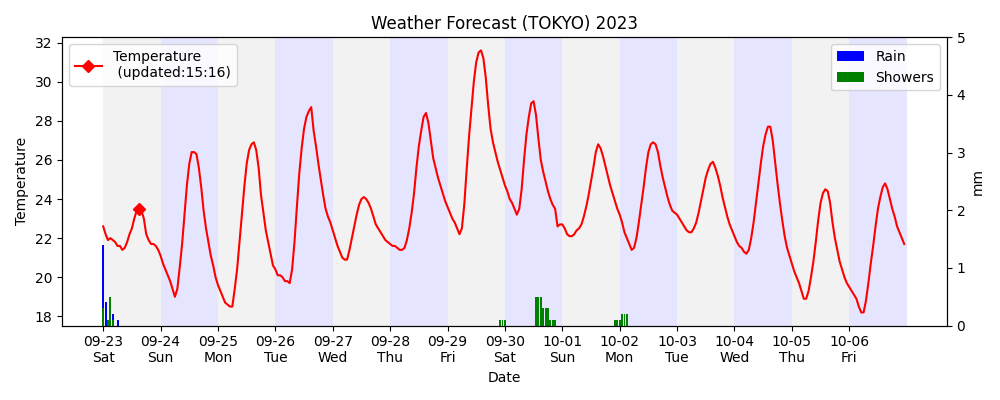 Weather Forecast (TOKYO) 2023
Temperature
(updated:15:16)
Rain
Showers
Temperature
32
30
28
26
24
22
20
18
5
4
3
2
1
0
mm
09-23 09-24 09-25 09-26 09-27 09-28 09-29 09-30 10-01 10-02 10-03 10-04 10-05 10-06
Sat Sun Mon Tue Wed Thu Fri Sat Sun Mon Tue Wed Thu Fri
Date